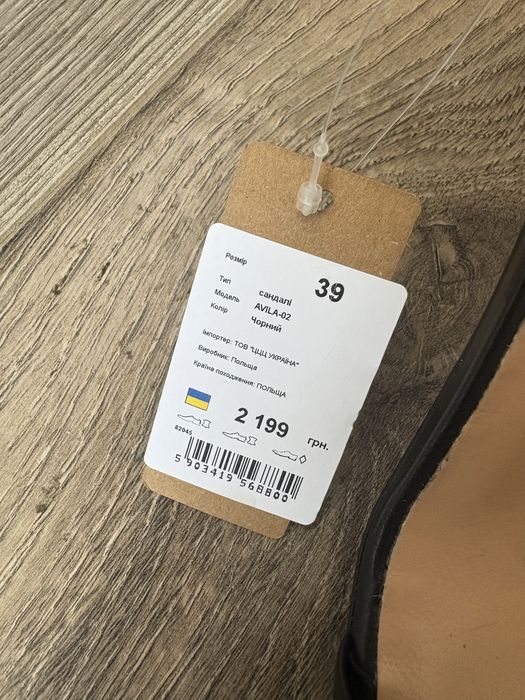 Розмір 39
Тип сандалі
Модель AVILA-02
Колір Чорний
Імпортер: ТОВ "ЦЦЦ УКРАЇНА"
Виробник: Польща
Країна походження: ПОЛЬЩА
2 199 грн.
82045
5 903419 568800